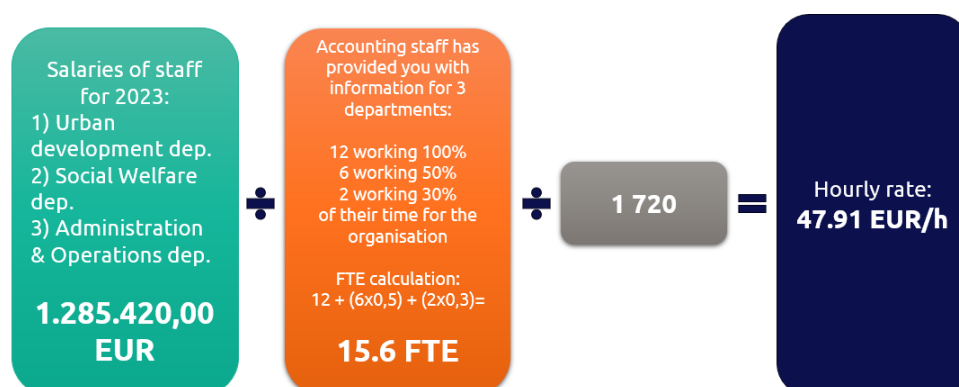 Salaries of staff
for 2023:
1) Urban
development dep.
2) Social Welfare
dep.
3) Administration
& Operations dep.
1.285.420,00
EUR
÷
Accounting staff has
provided you with
information for 3
departments:
12 working 100%
6 working 50%
2 working 30%
of their time for the
organisation
FTE calculation:
12 + (6x0,5) + (2x0,3)=
15.6 FTE
÷
1 720
=
Hourly rate:
47.91 EUR/h